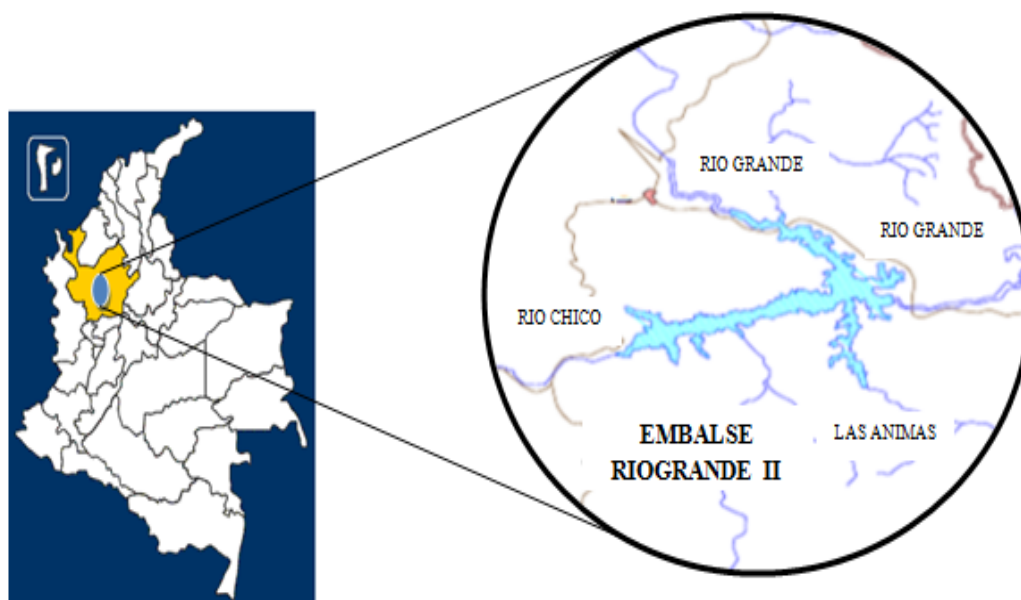 RIO GRANDE
RIO GRANDE
RIO CHICO
EMBALSE
RIOGRANDE II
LAS ANIMAS